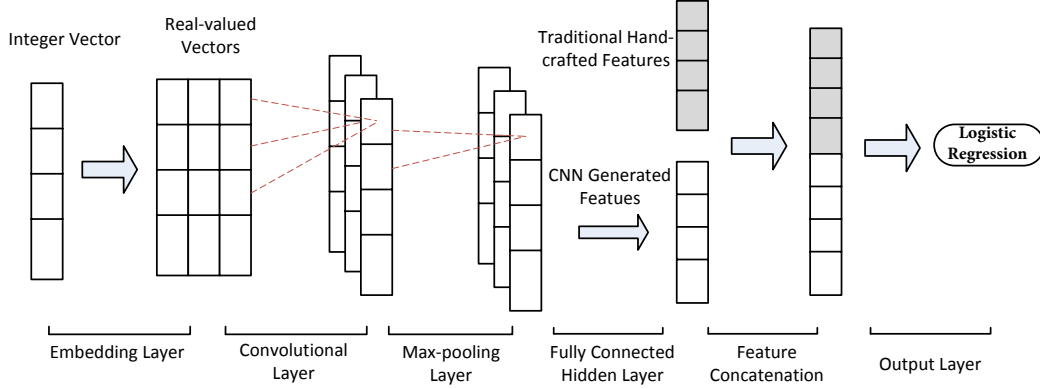 Integer Vector
Real-valued
Vectors
Traditional Hand-
crafted Features
CNN Generated
Featues
Logistic
Regression
Embedding Layer
Convolutional
Layer
Max-pooling
Layer
Fully Connected
Hidden Layer
Feature
Concatenation
Output Layer